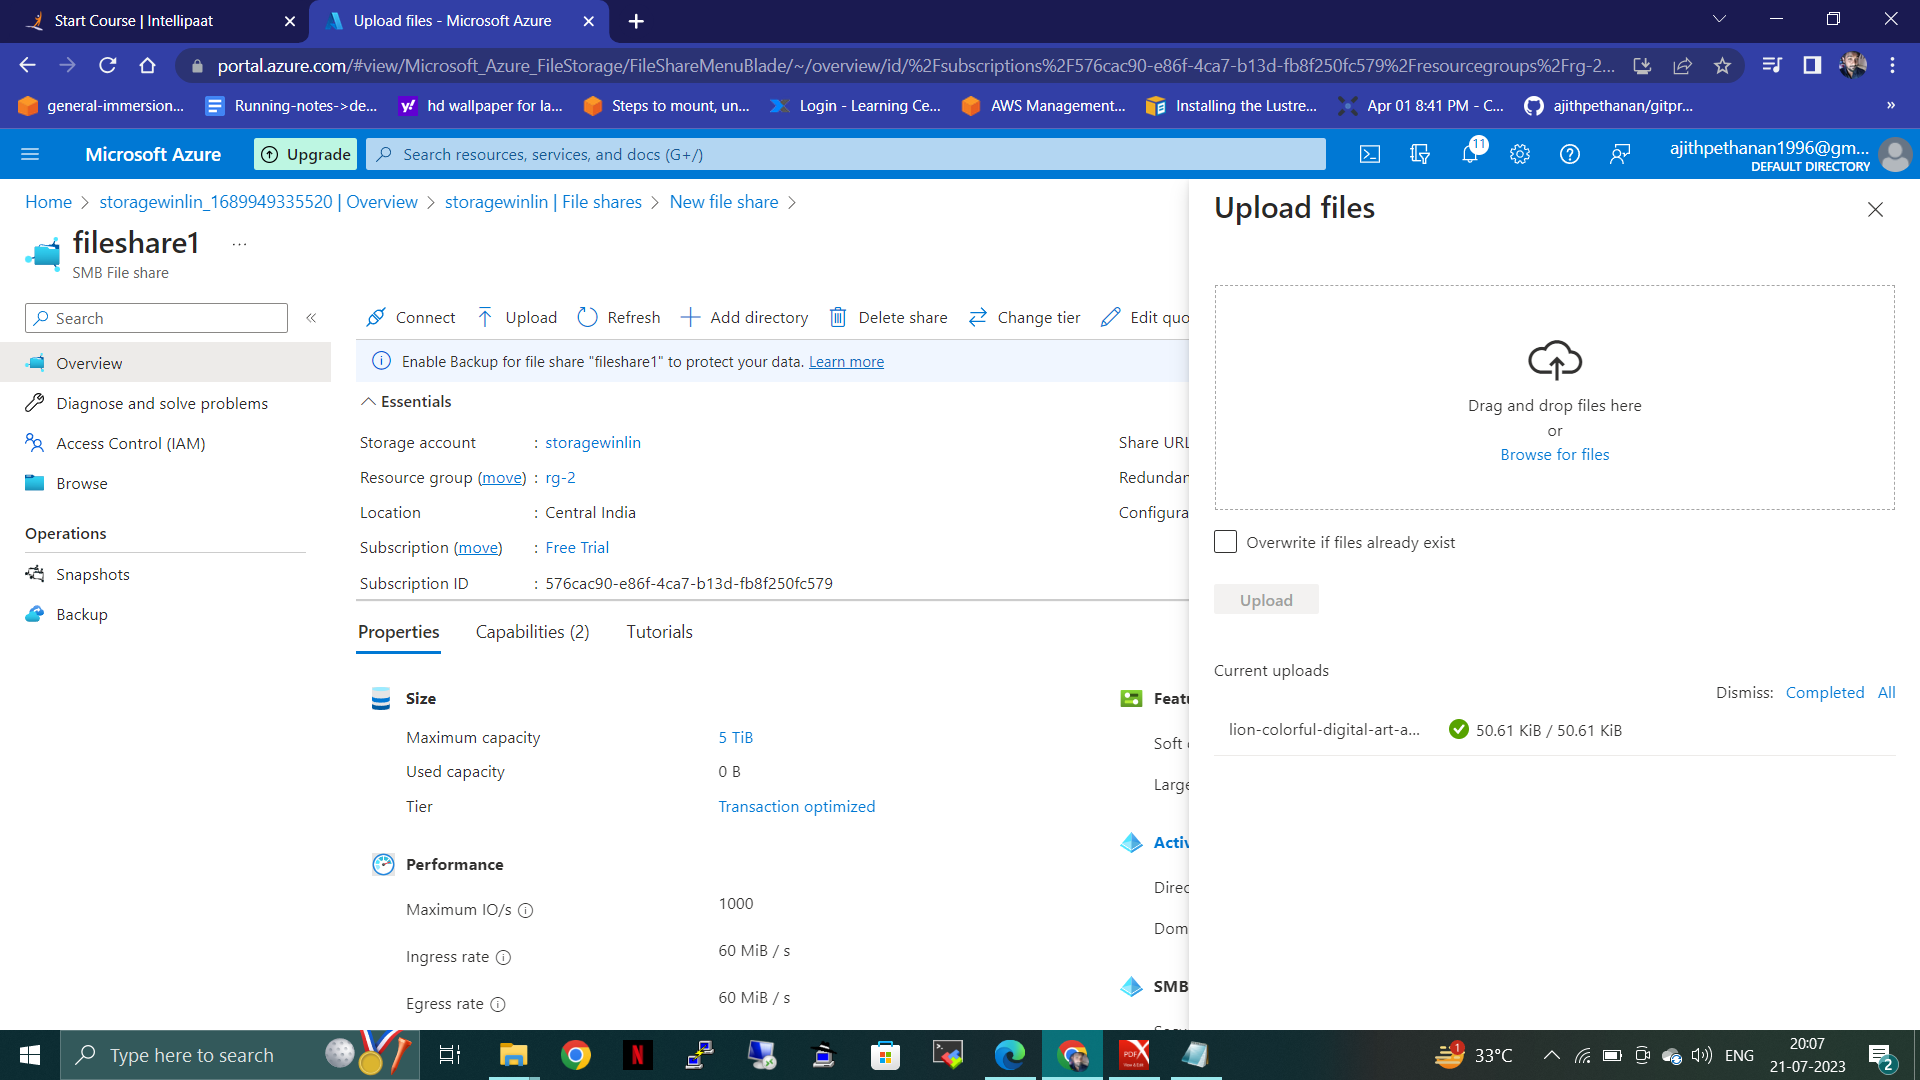 Start Course | Intellipaat
Upload files - Microsoft Azure
portal.azure.com/#view/Microsoft_Azure_FileStorage/FileShareMenuBlade/~/overview/id/%2Fsubscriptions%2F576cac90-e86f-4ca7-b13d-fb8f250fc579%2Fresourcegroups%2Frg-2...
general-immersion...
Running-notes->de...
hd wallpaper for la...
Steps to mount, un...
Login - Learning Ce...
AWS Management...
Installing the Lustre...
Apr 01 8:41 PM - C...
ajithpethanan/gitpr...
»
Microsoft Azure
Upgrade
Search resources, services, and docs (G+/)
11
ajithpethanan1996@gm...
DEFAULT DIRECTORY
Home > storagewinlin_1689949335520 | Overview > storagewinlin | File shares > New file share >
fileshare1 ...
SMB File share
Search
«
Overview
Diagnose and solve problems
Access Control (IAM)
Browse
Operations
Snapshots
Backup
Connect
Upload
Refresh
Add directory
Delete share
Change tier
Edit quo
Enable Backup for file share "fileshare1" to protect your data. Learn more
Essentials
Storage account : storagewinlin
Resource group (move) : rg-2
Location : Central India
Subscription (move) : Free Trial
Subscription ID : 576cac90-e86f-4ca7-b13d-fb8f250fc579
Share URL
Redundan
Configura
Properties
Capabilities (2)
Tutorials
Size
Maximum capacity 5 TiB
Used capacity 0 B
Tier Transaction optimized
Performance
Maximum IO/s 1000
Ingress rate 60 MiB / s
Egress rate 60 MiB / s
Featu
Soft
Large
Activ
Direc
Dom
SMB
Upload files
Drag and drop files here
or
Browse for files
Overwrite if files already exist
Upload
Current uploads
Dismiss: Completed All
lion-colorful-digital-art-a... 50.61 KiB / 50.61 KiB
Type here to search
PDF
1
33°C
ENG
20:07
21-07-2023
2